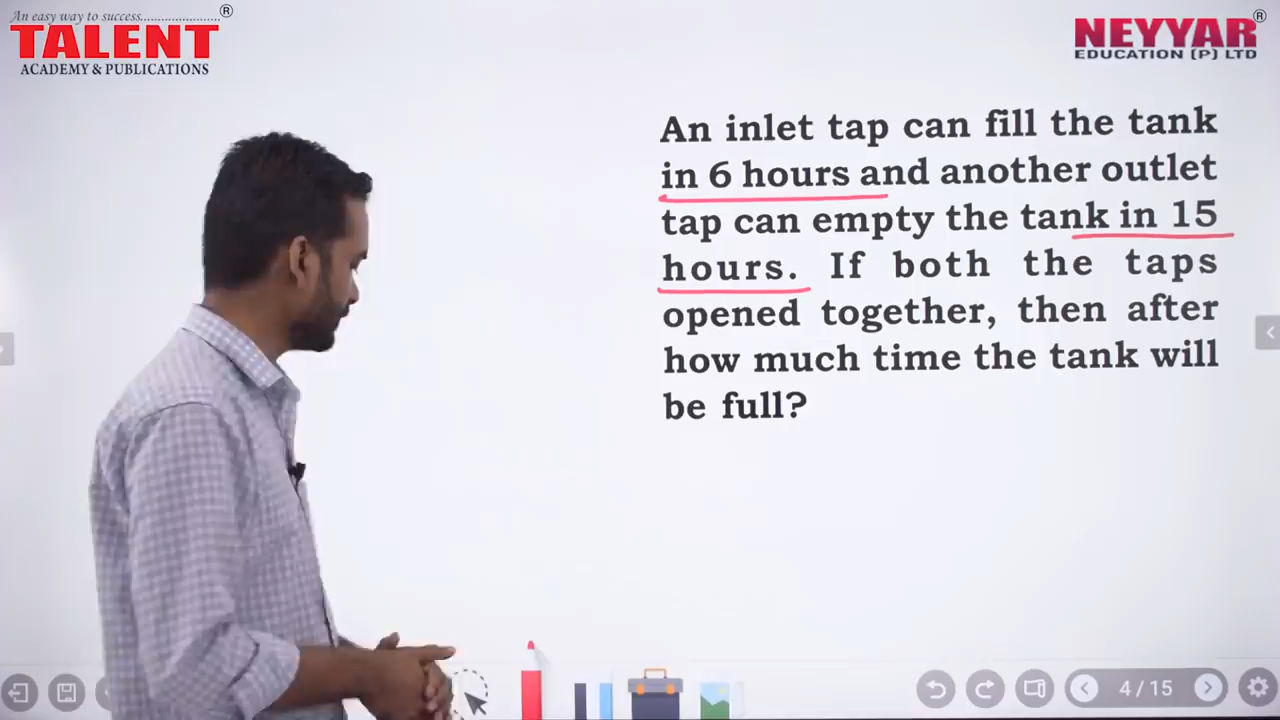 An easy way to success........................®
TALENT
ACADEMY & PUBLICATIONS
NEYYAR®
EDUCATION (P) LTD
An inlet tap can fill the tank
in 6 hours and another outlet
tap can empty the tank in 15
hours. If both the taps
opened together, then after
how much time the tank will
be full?
4 / 15